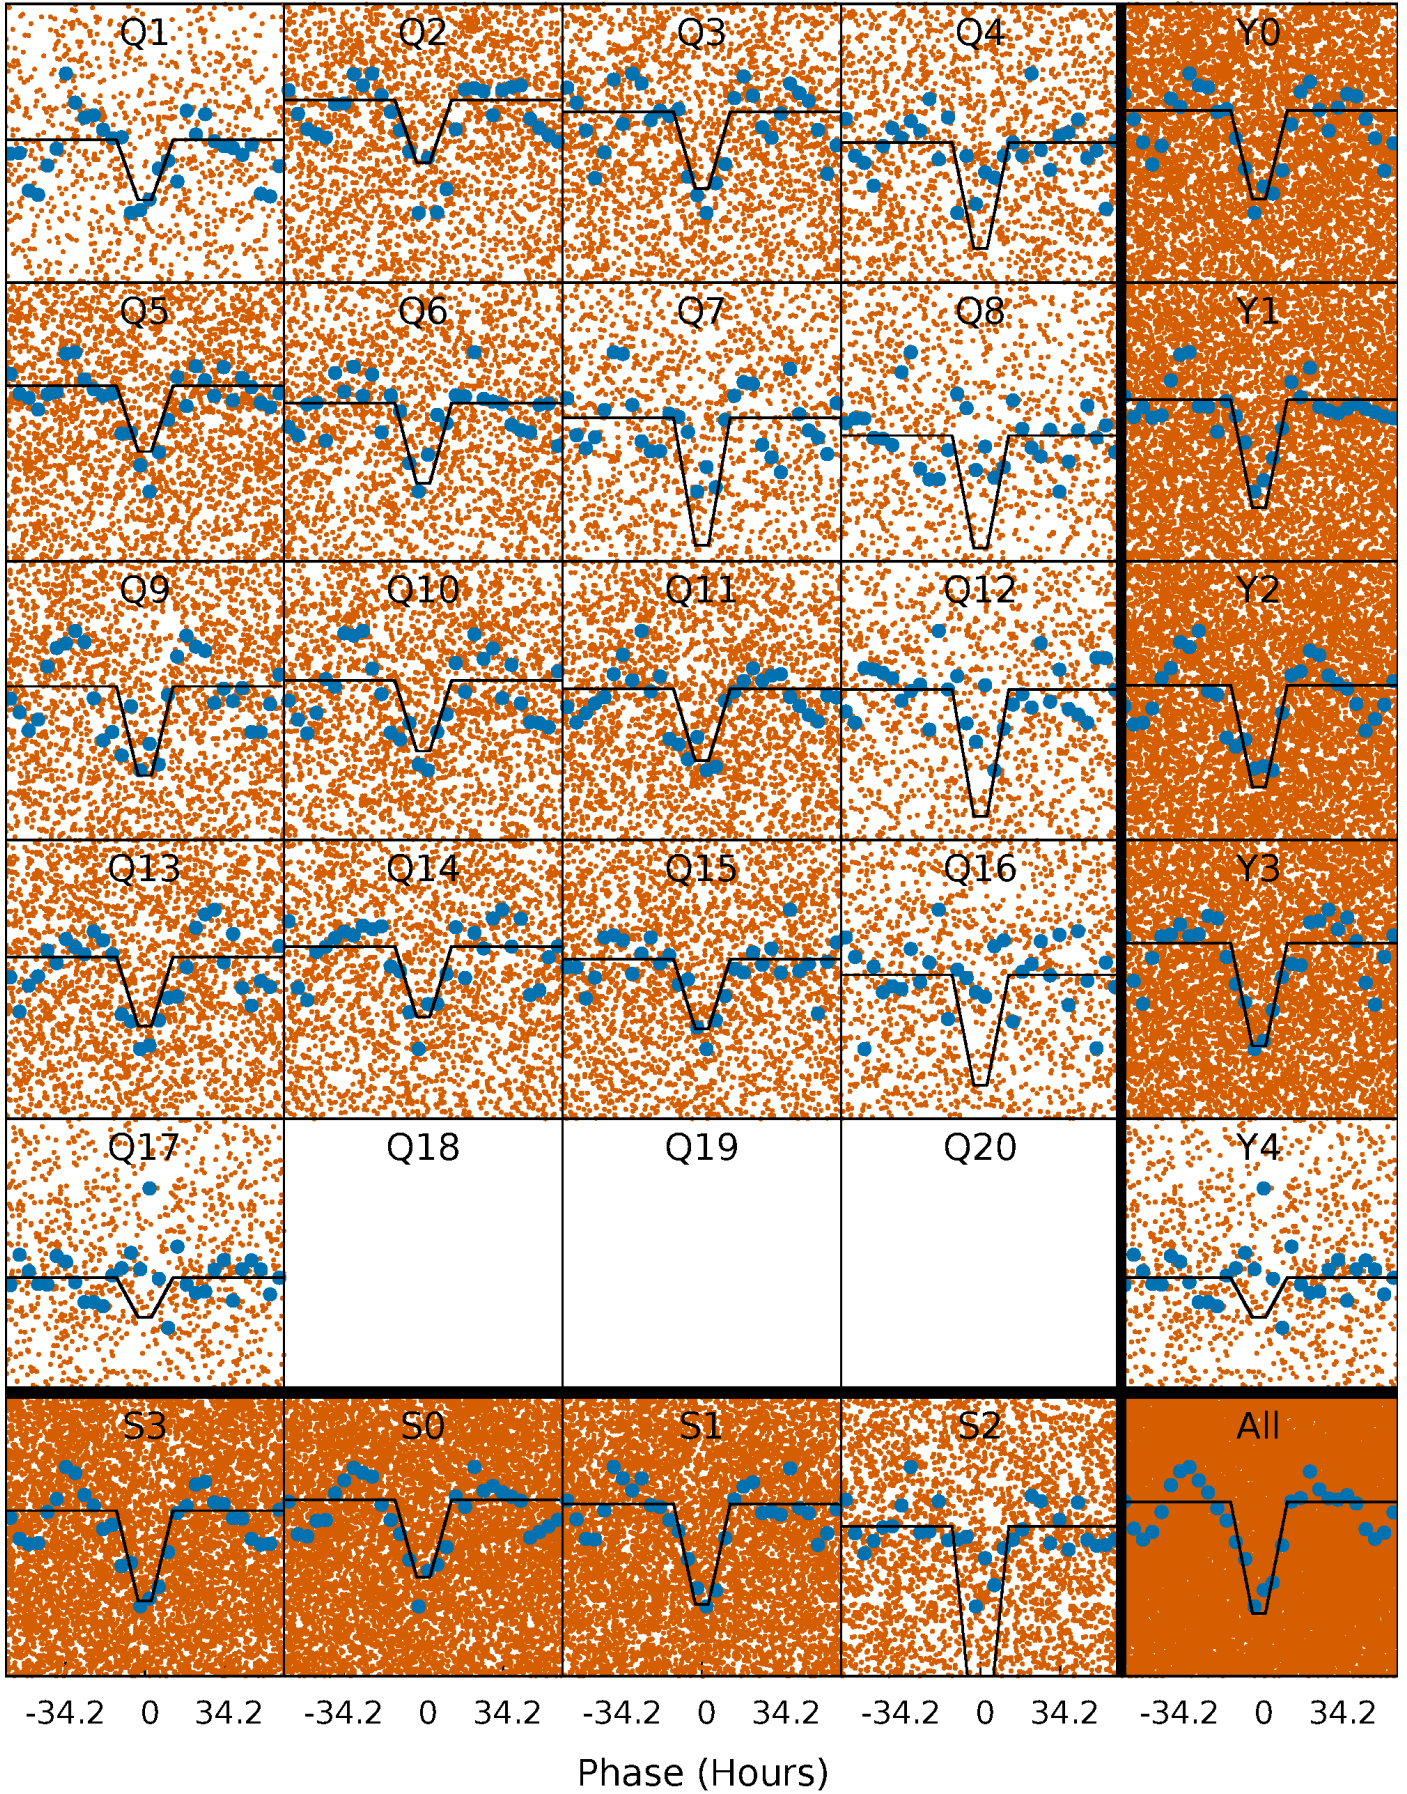 Q1 Q2 Q3 Q4 Y0
Q5 Q6 Q7 Q8 Y1
Q9 Q10 Q11 Q12 Y2
Q13 Q14 Q15 Q16 Y3
Q17 Q18 Q19 Q20 Y4
S3 S0 S1 S2 All
-34.2 0 34.2 -34.2 0 34.2 -34.2 0 34.2 -34.2 0 34.2 -34.2 0 34.2
Phase (Hours)